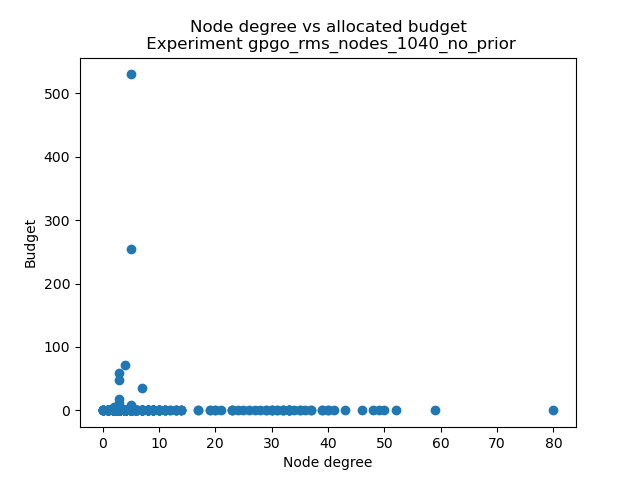 Node degree vs allocated budget
Experiment gpgo_rms_nodes_1040_no_prior
500
400
300
200
100
0
Budget
0 10 20 30 40 50 60 70 80
Node degree